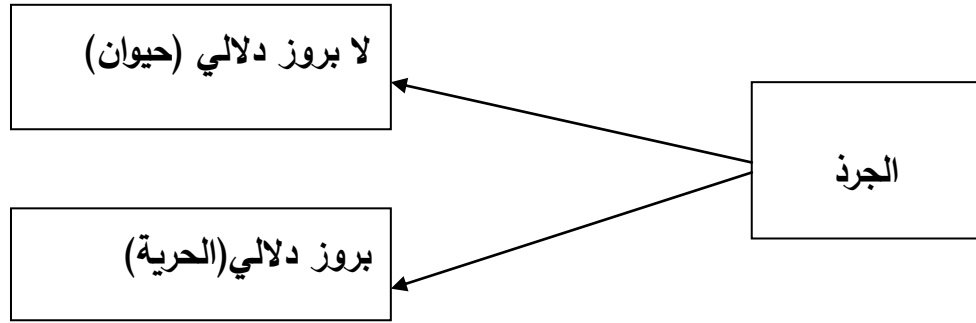 لا بروز دلالي (حيوان)
الجرذ
بروز دلالي(الحرية)